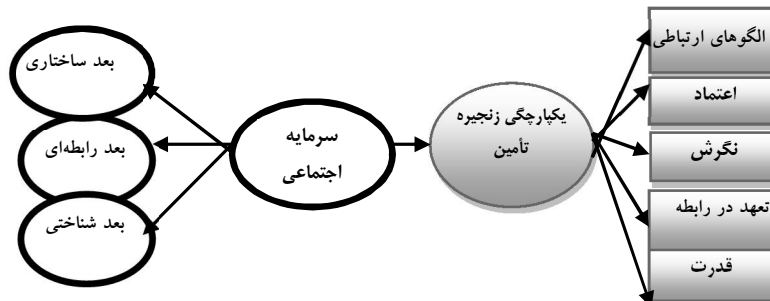 الگوهای ارتباطی
اعتماد
نگرش
تعهد در رابطه
قدرت
یکپارچگی زنجیره
تأمین
سرمایه
اجتماعی
بعد ساختاری
بعد رابطه‌ای
بعد شناختی